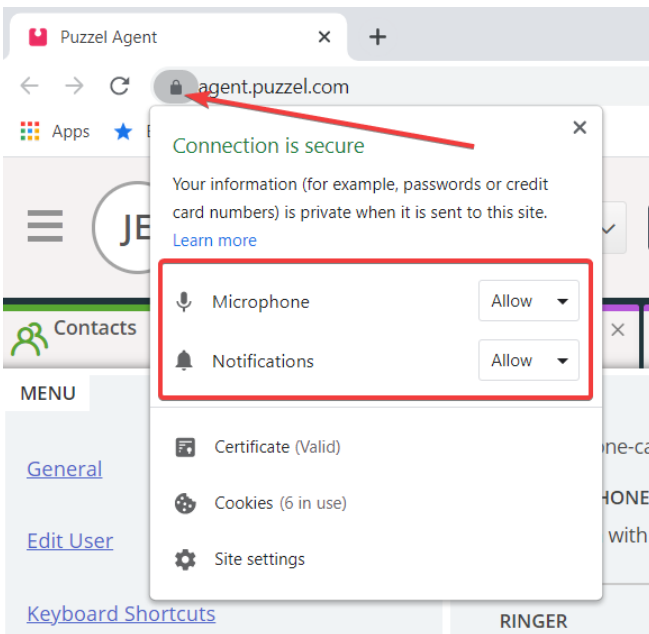 Puzzel Agent
agent.puzzel.com
Apps
Connection is secure
Your information (for example, passwords or credit
card numbers) is private when it is sent to this site.
Learn more
JE
Microphone Allow
Contacts
Notifications Allow
MENU
Certificate (Valid)
General
Cookies (6 in use)
Edit User
with
Site settings
Keyboard Shortcuts
RINGER